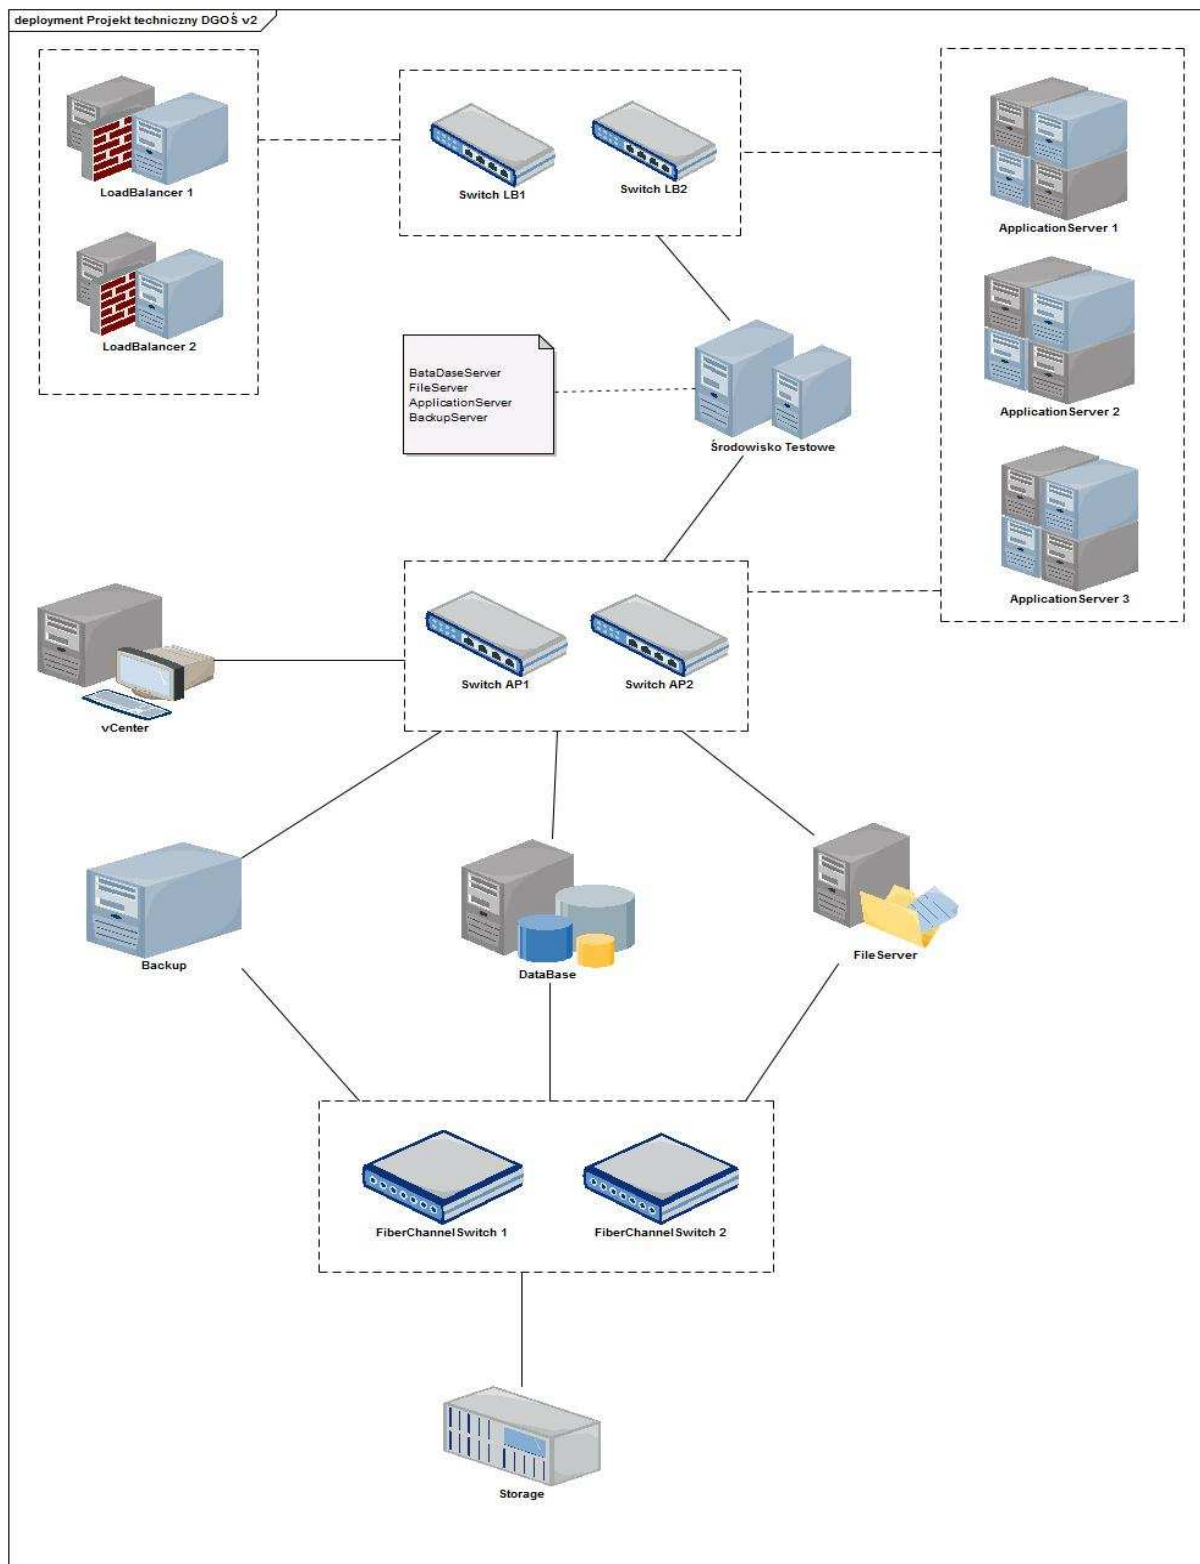 deployment Projekt techniczny DGOŚ v2
LoadBalancer 1
LoadBalancer 2
Switch LB1
Switch LB2
ApplicationServer 1
ApplicationServer 2
ApplicationServer 3
BataDaseServer
FileServer
ApplicationServer
BackupServer
Środowisko Testowe
Switch AP1
Switch AP2
vCenter
Backup
DataBase
FileServer
FiberChannelSwitch 1
FiberChannelSwitch 2
Storage